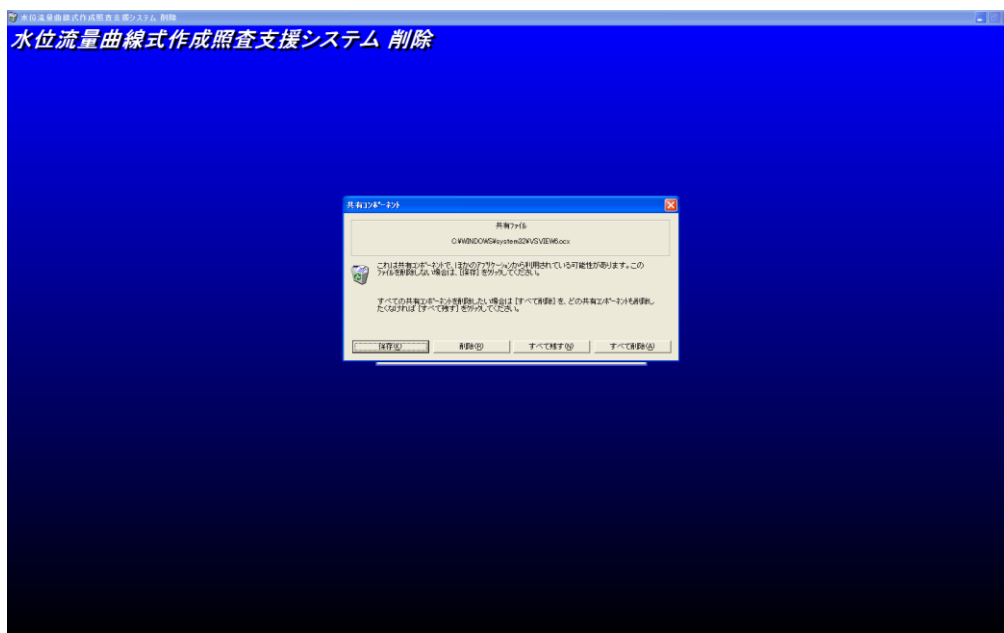 水位流量曲線式作成照査支援システム 削除
水位流量曲線式作成照査支援システム 削除
共有コンポーネント
共有ファイル
C:¥WINDOWS¥system32¥VSVIEW6.ocx
これは共有コンポーネントで、ほかのアプリケーションから利用されている可能性があります。この
ファイルを削除しない場合は、[保存] をクリックしてください。
すべての共有コンポーネントを削除したい場合は [すべて削除] を、どの共有コンポーネントも削除し
たくなければ [すべて残す] をクリックしてください。
保存(K) 削除(R) すべて残す(N) すべて削除(A)